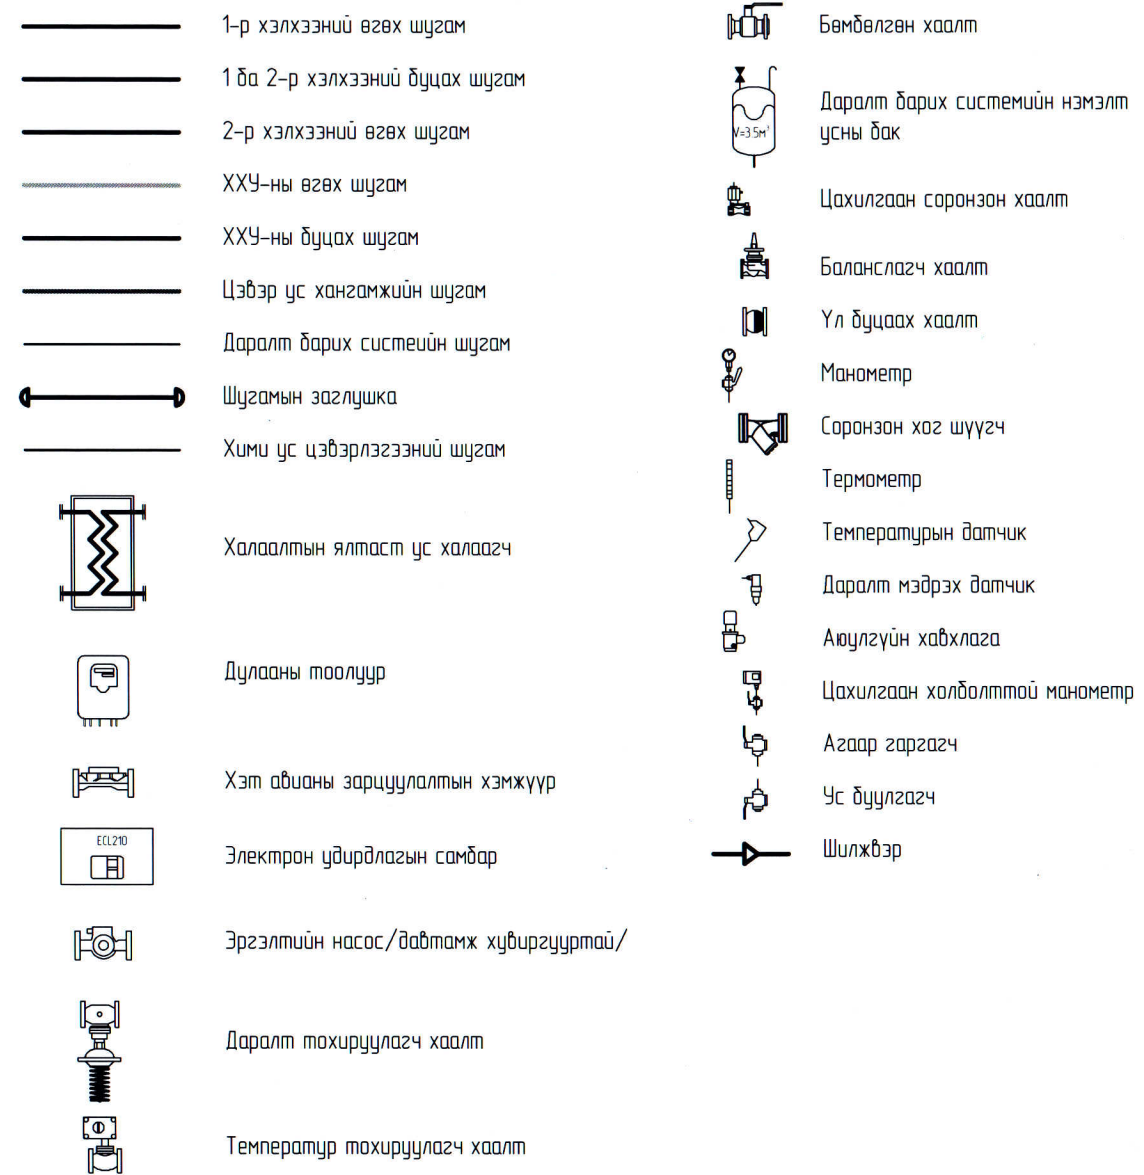 1-р хэлхээний өгөх шугам
1 ба 2-р хэлхээний буцах шугам
2-р хэлхээний өгөх шугам
ХХУ-ны өгөх шугам
ХХУ-ны буцах шугам
Цэвэр ус хангамжийн шугам
Даралт барих систеийн шугам
Шугамын заглушка
Хими ус цэвэрлэгээний шугам
Халаалтын ялтаст ус халаагч
Дулааны тоолуур
Хэт авианы зарцуулалтын хэмжүүр
ECL210
Электрон удирдлагын самбар
Эргэлтийн насос/давтамж хувиргууртай/
Даралт тохируулагч хаалт
Температур тохируулагч хаалт
Бөмбөлгөн хаалт
V=3.5м³
Даралт барих системийн нэмэлт
усны бак
Цахилгаан соронзон хаалт
Баланслагч хаалт
Үл буцаах хаалт
Манометр
Соронзон хог шүүгч
Термометр
Температурын датчик
Даралт мэдрэх датчик
Аюулгүйн хавхлага
Цахилгаан холболттой манометр
Агаар гаргагч
Ус буулгагч
Шилжвэр